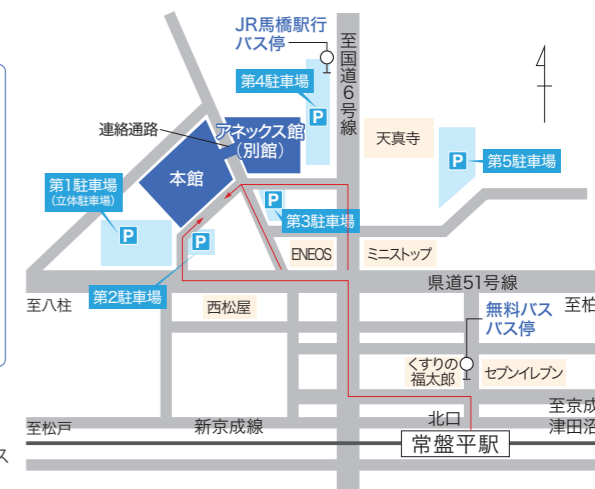 JR馬橋駅行
バス停
至国道6号線
第4駐車場
P
天真寺
連絡通路
アネックス館
(別館)
P
第5駐車場
本館
第1駐車場
(立体駐車場)
P
第3駐車場
P
P
ENEOS
ミニストップ
県道51号線
至八柱
第2駐車場
西松屋
無料バス
バス停
至柏
くすりの
福太郎
セブンイレブン
至京成
津田沼
北口
至松戸
新京成線
常盤平駅
ス